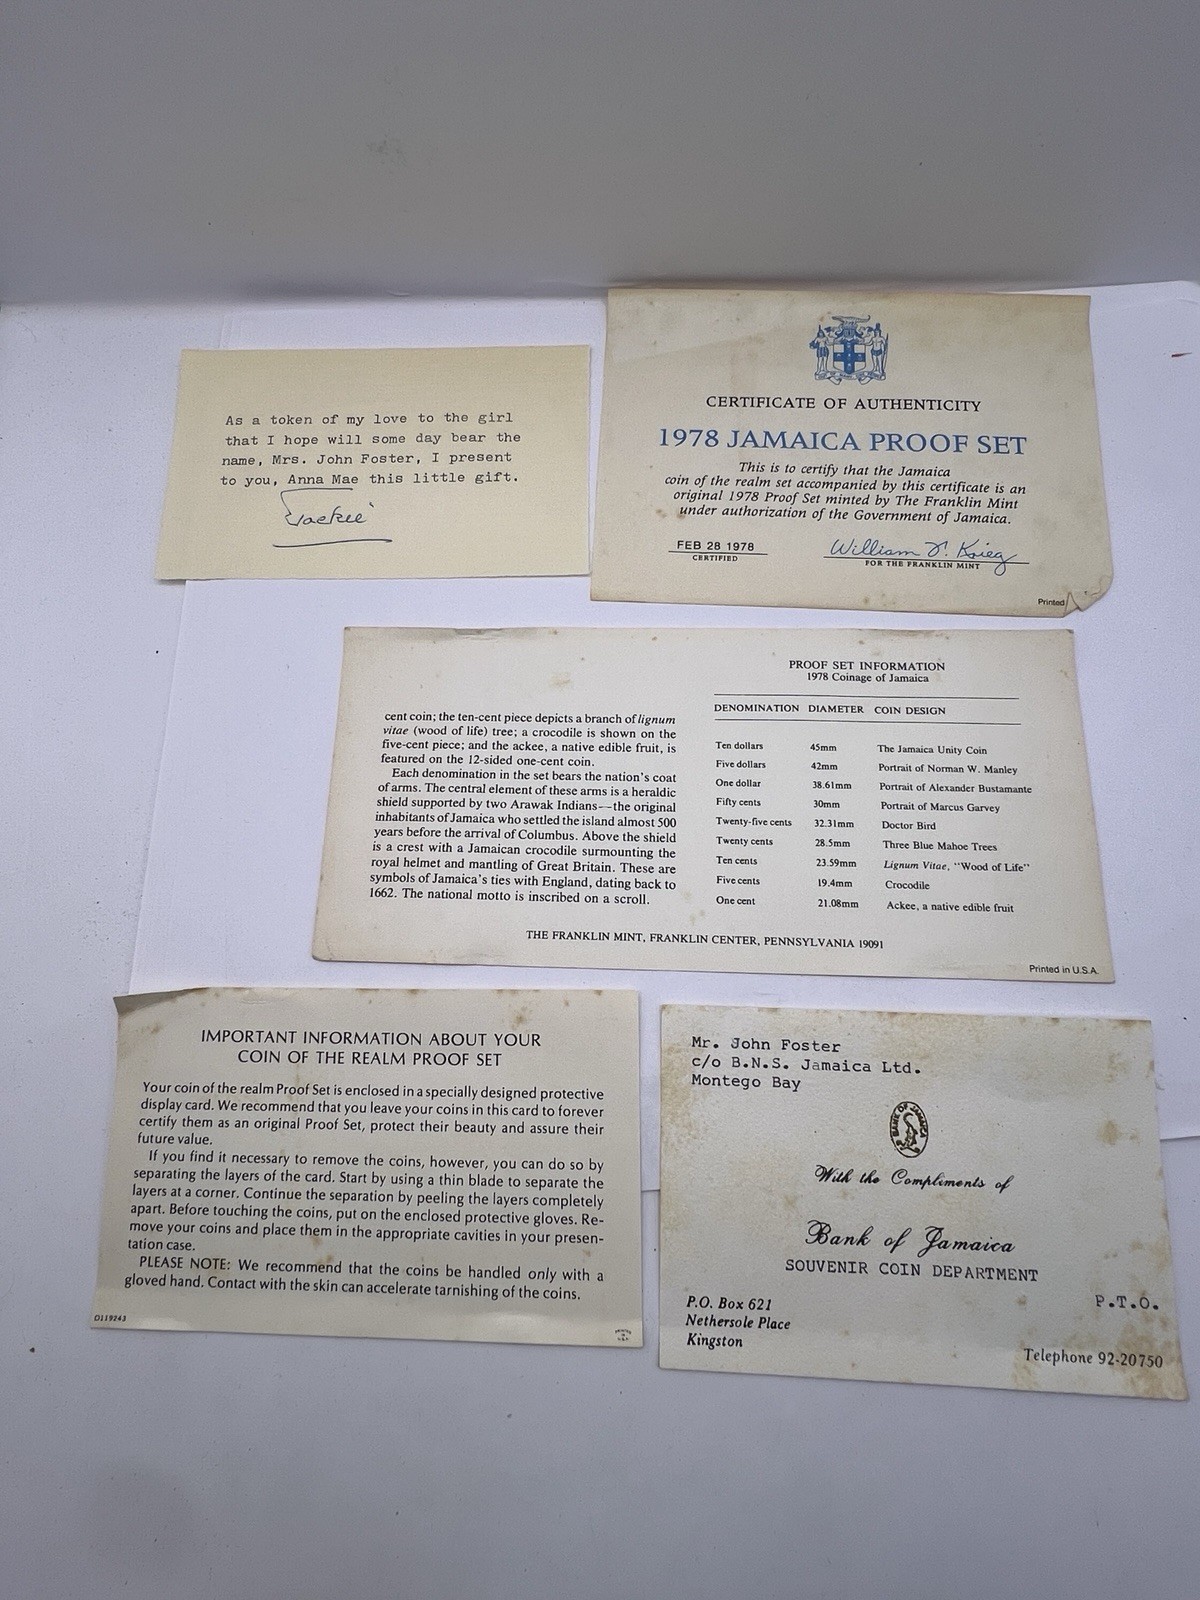 As a token of my love to the girl
that I hope will some day bear the
name, Mrs. John Foster, I present
to you, Anna Mae this little gift.
Jackie
CERTIFICATE OF AUTHENTICITY
1978 JAMAICA PROOF SET
This is to certify that the Jamaica
coin of the realm set accompanied by this certificate is an
original 1978 Proof Set minted by The Franklin Mint
under authorization of the Government of Jamaica.
FEB 28 1978
CERTIFIED
William T. Krieg
FOR THE FRANKLIN MINT
Printed
cent coin; the ten-cent piece depicts a branch of lignum
vitae (wood of life) tree; a crocodile is shown on the
five-cent piece; and the ackee, a native edible fruit, is
featured on the 12-sided one-cent coin.
Each denomination in the set bears the nation's coat
of arms. The central element of these arms is a heraldic
shield supported by two Arawak Indians—the original
inhabitants of Jamaica who settled the island almost 500
years before the arrival of Columbus. Above the shield
is a crest with a Jamaican crocodile surmounting the
royal helmet and mantling of Great Britain. These are
symbols of Jamaica's ties with England, dating back to
1662. The national motto is inscribed on a scroll.
PROOF SET INFORMATION
1978 Coinage of Jamaica
DENOMINATION DIAMETER COIN DESIGN
Ten dollars 45mm The Jamaica Unity Coin
Five dollars 42mm Portrait of Norman W. Manley
One dollar 38.61mm Portrait of Alexander Bustamante
Fifty cents 30mm Portrait of Marcus Garvey
Twenty-five cents 32.31mm Doctor Bird
Twenty cents 28.5mm Three Blue Mahoe Trees
Ten cents 23.59mm Lignum Vitae, "Wood of Life"
Five cents 19.4mm Crocodile
One cent 21.08mm Ackee, a native edible fruit
THE FRANKLIN MINT, FRANKLIN CENTER, PENNSYLVANIA 19091
Printed in U.S.A.
IMPORTANT INFORMATION ABOUT YOUR
COIN OF THE REALM PROOF SET
Your coin of the realm Proof Set is enclosed in a specially designed protective
display card. We recommend that you leave your coins in this card to forever
certify them as an original Proof Set, protect their beauty and assure their
future value.
If you find it necessary to remove the coins, however, you can do so by
separating the layers of the card. Start by using a thin blade to separate the
layers at a corner. Continue the separation by peeling the layers completely
apart. Before touching the coins, put on the enclosed protective gloves. Re-
move your coins and place them in the appropriate cavities in your presen-
tation case.
PLEASE NOTE: We recommend that the coins be handled only with a
gloved hand. Contact with the skin can accelerate tarnishing of the coins.
D119243
PRINTED
IN
U.S.A.
Mr. John Foster
c/o B.N.S. Jamaica Ltd.
Montego Bay
BANK OF JAMAICA
With the Compliments of
Bank of Jamaica
SOUVENIR COIN DEPARTMENT
P.O. Box 621
Nethersole Place
Kingston
P.T.O.
Telephone 92-20750